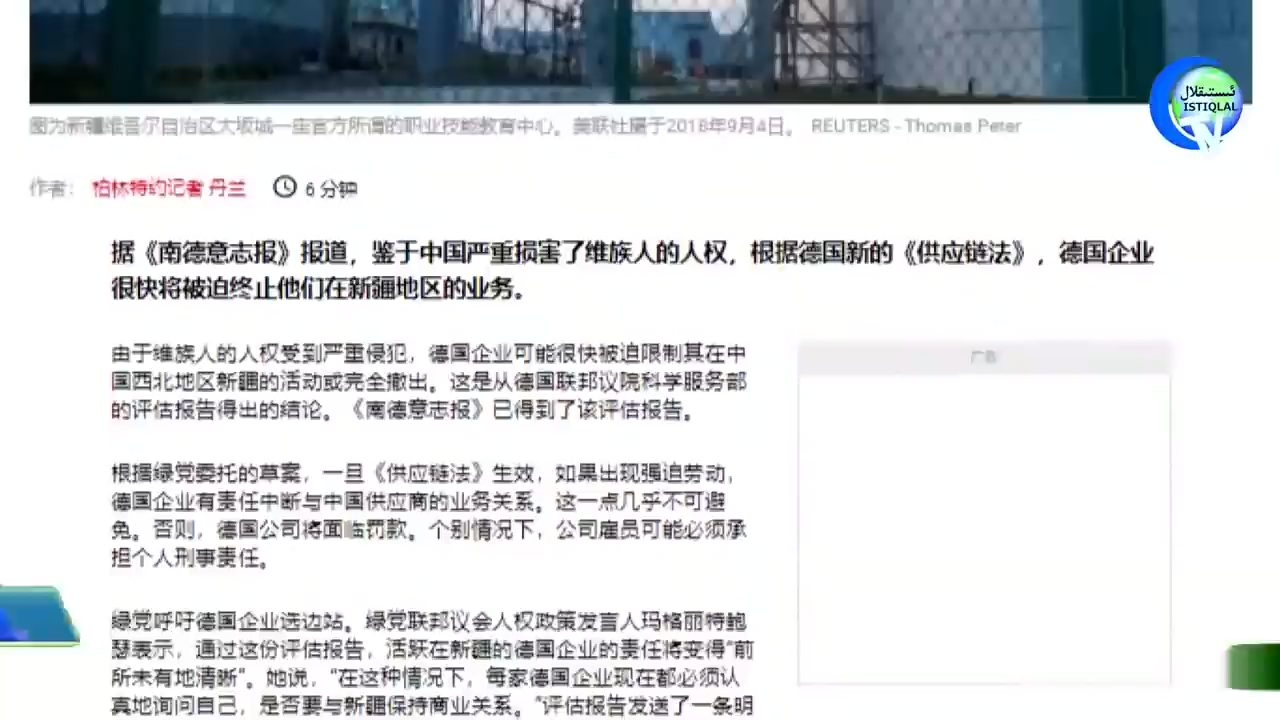 ئىستىقلال
ISTIQLAL
TV
图为新疆维吾尔自治区大坂城一座官方所谓的职业技能教育中心。美联社摄于2018年9月4日。 REUTERS - Thomas Peter
作者: 柏林特约记者 丹兰 6 分钟
据《南德意志报》报道，鉴于中国严重损害了维族人的人权，根据德国新的《供应链法》，德国企业
很快将被迫终止他们在新疆地区的业务。
由于维族人的人权受到严重侵犯，德国企业可能很快被迫限制其在中
国西北地区新疆的活动或完全撤出。这是从德国联邦议院科学服务部
的评估报告得出的结论。《南德意志报》已得到了该评估报告。
广告
根据绿党委托的草案，一旦《供应链法》生效，如果出现强迫劳动，
德国企业有责任中断与中国供应商的业务关系。这一点几乎不可避
免。否则，德国公司将面临罚款。个别情况下，公司雇员可能必须承
担个人刑事责任。
绿党呼吁德国企业选边站。绿党联邦议会人权政策发言人玛格丽特鲍
瑟表示，通过这份评估报告，活跃在新疆的德国企业的责任将变得“前
所未有地清晰”。她说，“在这种情况下，每家德国企业现在都必须认
真地询问自己，是否要与新疆保持商业关系。”评估报告发送了一条明